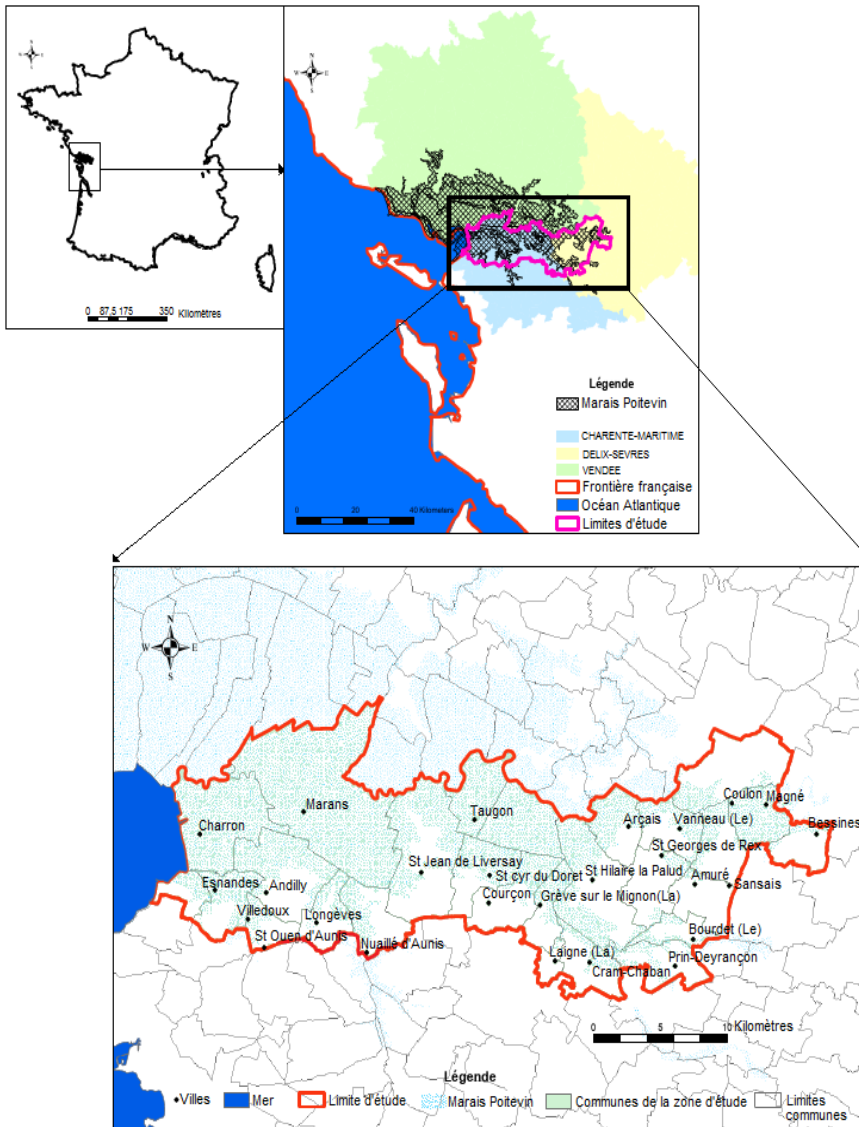 N
W E
S
0 87,5 175 350 Kilomètres
N
W E
S
Légende
Marais Poitevin
CHARENTE-MARITIME
DEUX-SEVRES
VENDEE
Frontière française
Océan Atlantique
Limites d'étude
0 20 40 Kilometers
N
W E
S
Coulon
Magné
Marans
Taugon
Arçais
Vanneau (Le)
Bessines
Charron
St Georges de Rex
St Jean de Liversay
St cyr du Doret
St Hilaire la Palud
Amuré
Sansais
Esnandes
Andilly
Courçon
Grève sur le Mignon(La)
Villedoux
Longèves
St Ouen d'Aunis
Nuaillé d'Aunis
Bourdet (Le)
Laigne (La)
Cram-Chaban
Prin-Deyrançon
0 5 10 Kilomètres
Légende
Villes
Mer
Limite d'étude
Marais Poitevin
Communes de la zone d'étude
Limites
communes